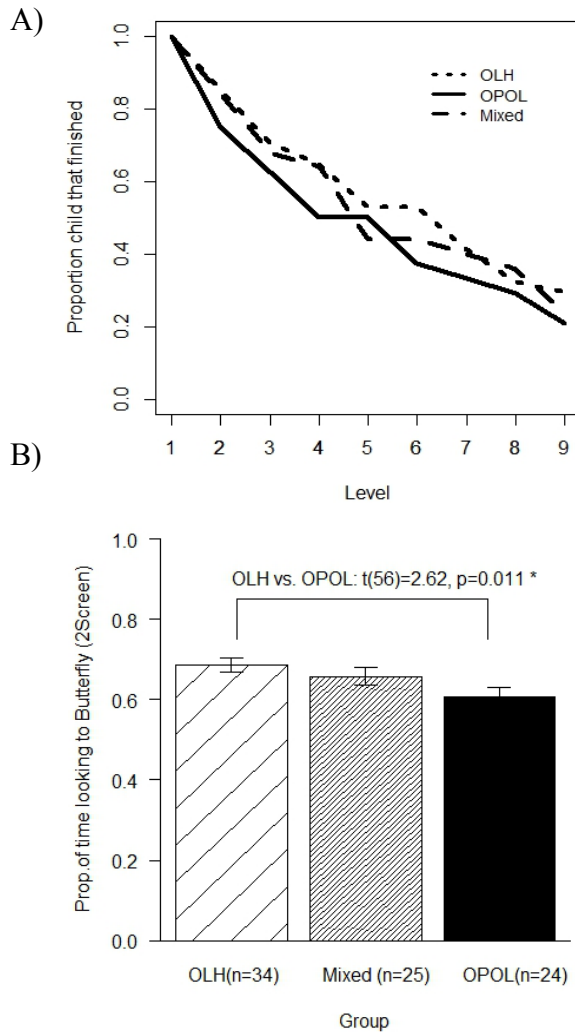 A)
Proportion child that finished
1.0
0.8
0.6
0.4
0.2
0.0
OLH
OPOL
Mixed
1 2 3 4 5 6 7 8 9
Level
B)
Prop.of time looking to Butterfly (2Screen)
1.0
0.8
0.6
0.4
0.2
0.0
OLH vs. OPOL: t(56)=2.62, p=0.011 *
OLH(n=34) Mixed (n=25) OPOL(n=24)
Group